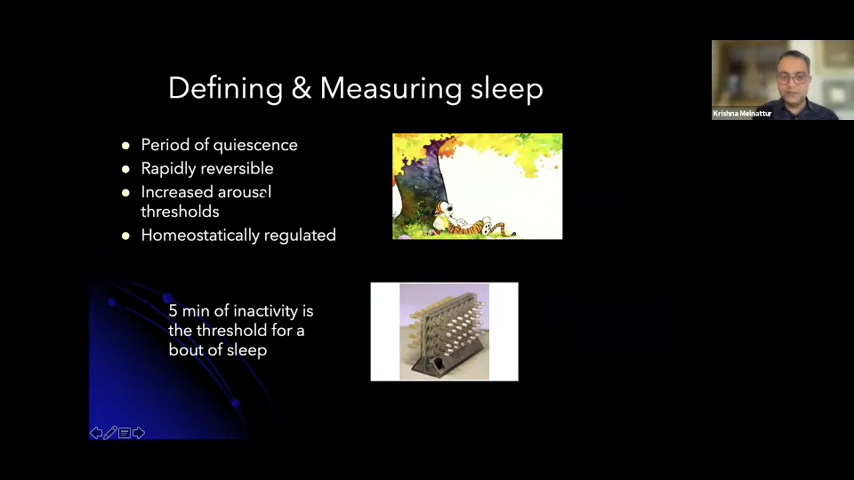 Defining & Measuring sleep
Krishna Melnattur
Period of quiescence
Rapidly reversible
Increased arousal
thresholds
Homeostatically regulated
5 min of inactivity is
the threshold for a
bout of sleep